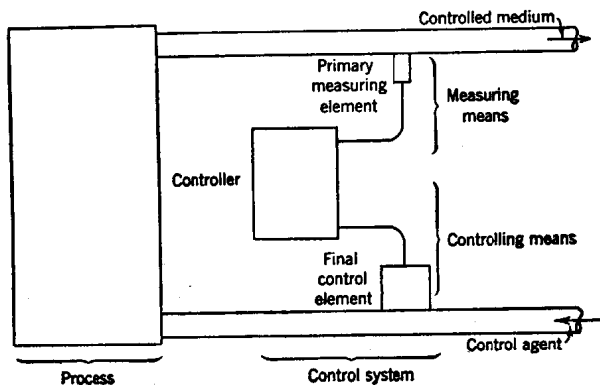 Controlled medium
Primary
measuring
element
Measuring
means
Controller
Controlling means
Final
control
element
Control agent
Process
Control system